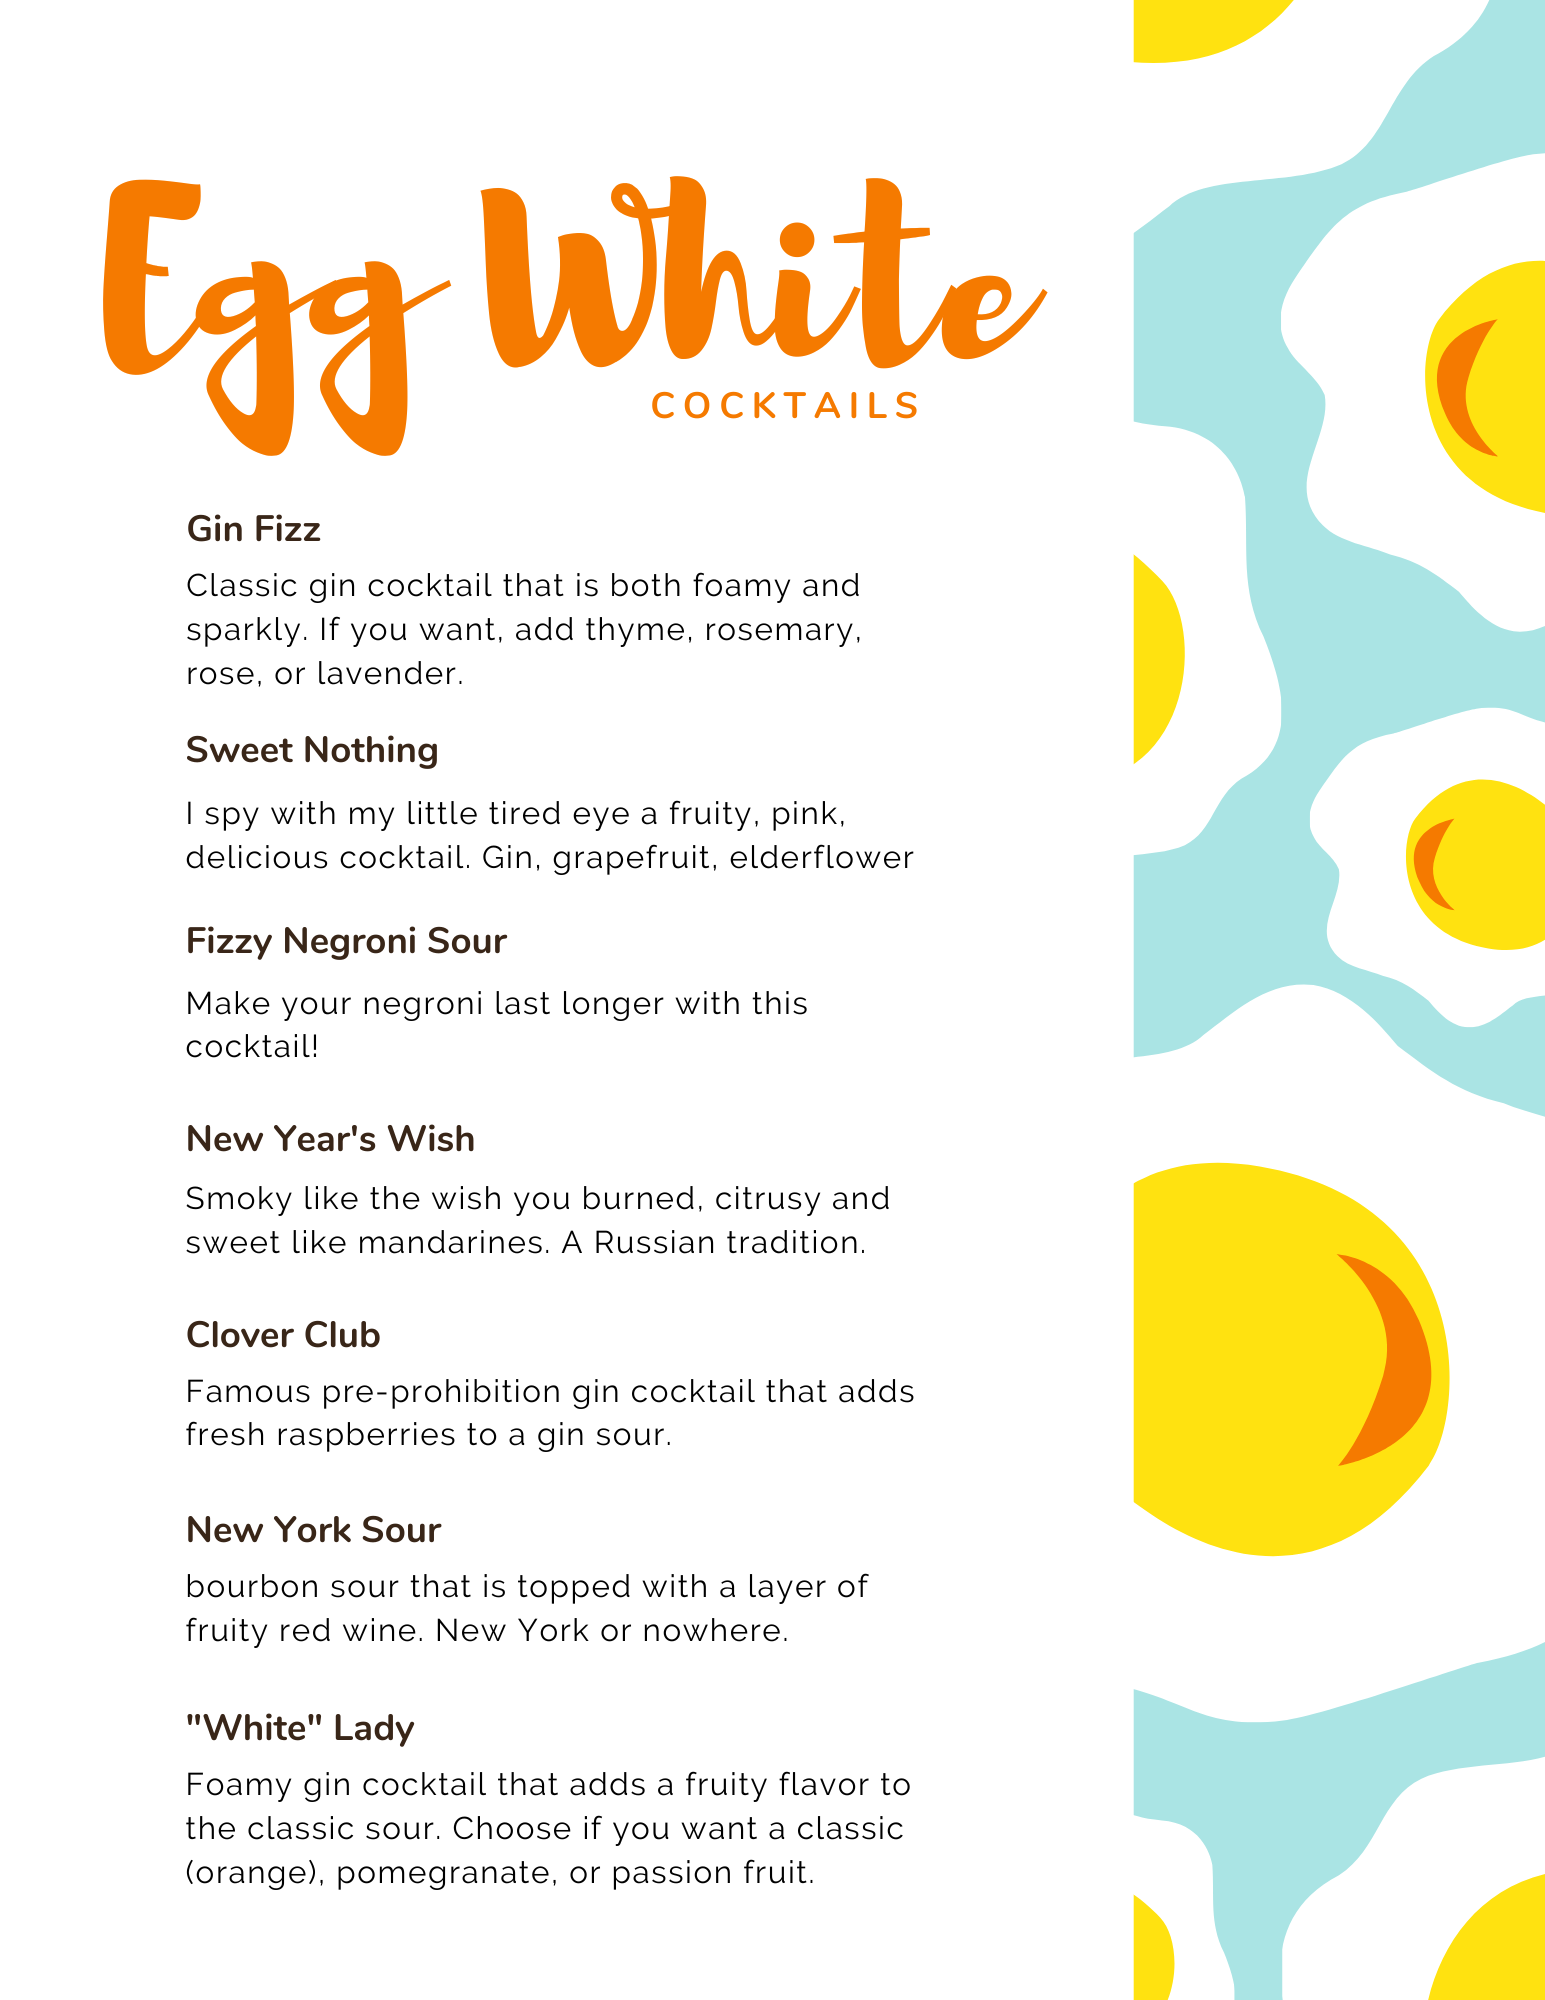 Egg White
COCKTAILS
Gin Fizz
Classic gin cocktail that is both foamy and
sparkly. If you want, add thyme, rosemary,
rose, or lavender.
Sweet Nothing
I spy with my little tired eye a fruity, pink,
delicious cocktail. Gin, grapefruit, elderflower
Fizzy Negroni Sour
Make your negroni last longer with this
cocktail!
New Year's Wish
Smoky like the wish you burned, citrusy and
sweet like mandarines. A Russian tradition.
Clover Club
Famous pre-prohibition gin cocktail that adds
fresh raspberries to a gin sour.
New York Sour
bourbon sour that is topped with a layer of
fruity red wine. New York or nowhere.
"White" Lady
Foamy gin cocktail that adds a fruity flavor to
the classic sour. Choose if you want a classic
(orange), pomegranate, or passion fruit.